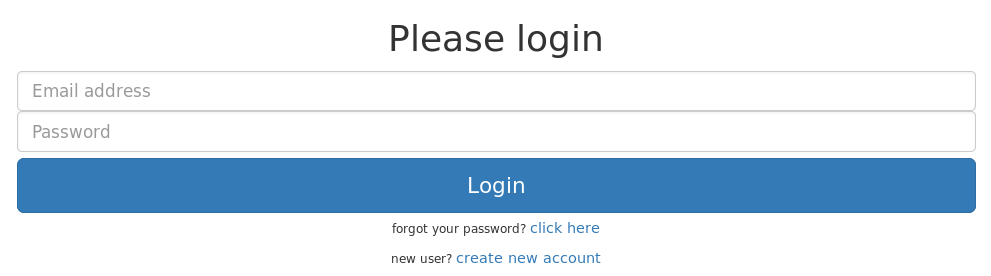 Please login
Email address
Password
Login
forgot your password? click here
new user? create new account